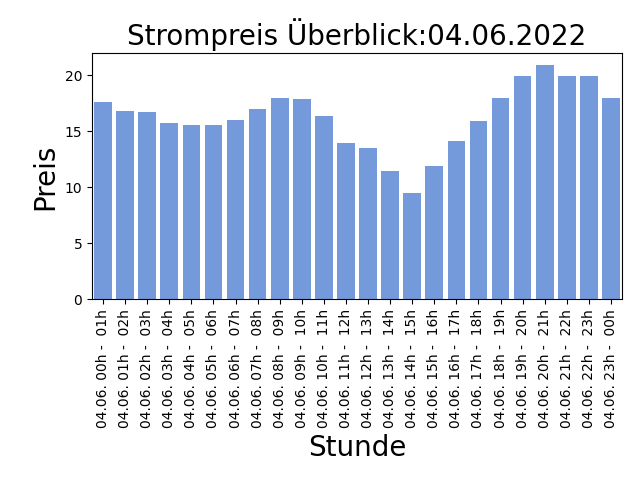 Strompreis Überblick:04.06.2022
Preis
20
15
10
5
0
04.06. 00h - 01h
04.06. 01h - 02h
04.06. 02h - 03h
04.06. 03h - 04h
04.06. 04h - 05h
04.06. 05h - 06h
04.06. 06h - 07h
04.06. 07h - 08h
04.06. 08h - 09h
04.06. 09h - 10h
04.06. 10h - 11h
04.06. 11h - 12h
04.06. 12h - 13h
04.06. 13h - 14h
04.06. 14h - 15h
04.06. 15h - 16h
04.06. 16h - 17h
04.06. 17h - 18h
04.06. 18h - 19h
04.06. 19h - 20h
04.06. 20h - 21h
04.06. 21h - 22h
04.06. 22h - 23h
04.06. 23h - 00h
Stunde